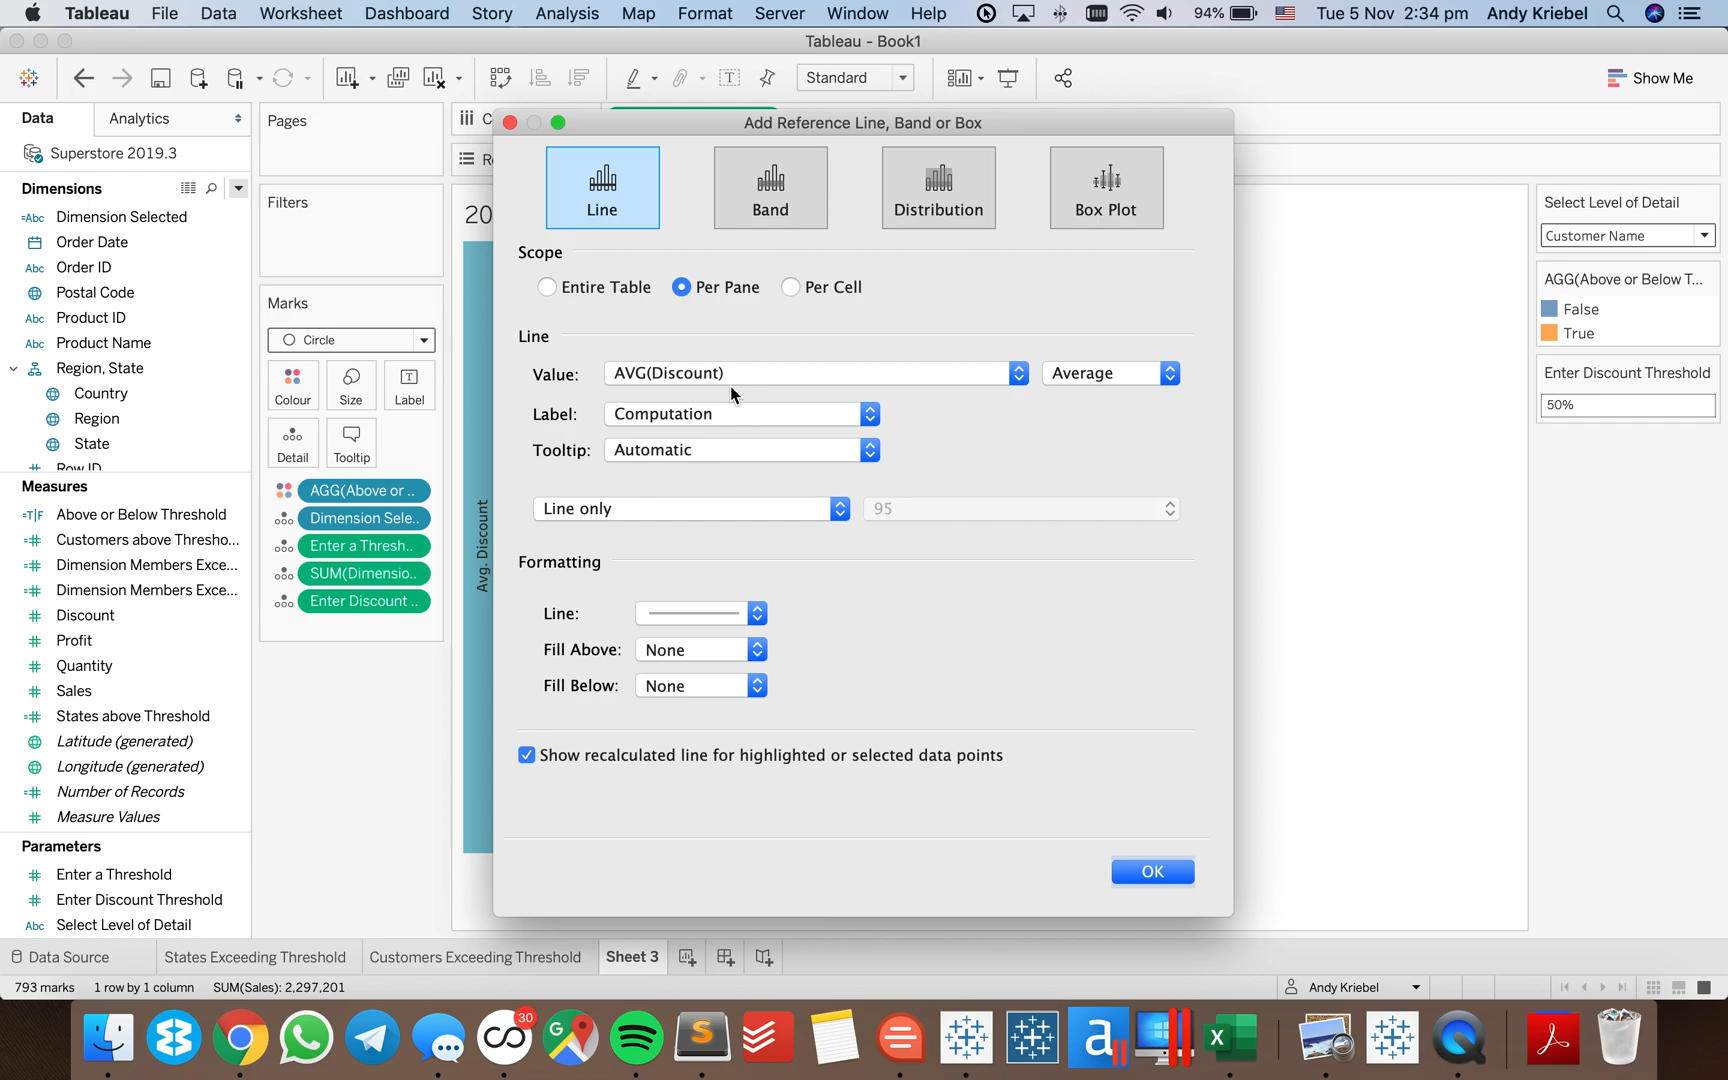 Tableau File Data Worksheet Dashboard Story Analysis Map Format Server Window Help 94% Tue 5 Nov 2:34 pm Andy Kriebel
Tableau - Book1
Standard
Show Me
Data
Analytics
Superstore 2019.3
Dimensions
=Abc Dimension Selected
Order Date
Abc Order ID
Postal Code
Abc Product ID
Abc Product Name
Region, State
Country
Region
State
Row ID
Measures
=T|F Above or Below Threshold
=# Customers above Thresho...
=# Dimension Members Exce...
=# Dimension Members Exce...
# Discount
# Profit
# Quantity
# Sales
=# States above Threshold
Latitude (generated)
Longitude (generated)
=# Number of Records
# Measure Values
Parameters
# Enter a Threshold
# Enter Discount Threshold
Abc Select Level of Detail
Pages
Filters
Marks
Circle
Colour
Size
Label
Detail
Tooltip
AGG(Above or ..
Dimension Sele..
Enter a Thresh..
SUM(Dimensio..
Enter Discount ..
C
R
20
Avg. Discount
Add Reference Line, Band or Box
Line
Band
Distribution
Box Plot
Scope
Entire Table
Per Pane
Per Cell
Line
Value: AVG(Discount) Average
Label: Computation
Tooltip: Automatic
Line only 95
Formatting
Line:
Fill Above: None
Fill Below: None
Show recalculated line for highlighted or selected data points
OK
Select Level of Detail
Customer Name
AGG(Above or Below T...
False
True
Enter Discount Threshold
50%
Data Source
States Exceeding Threshold
Customers Exceeding Threshold
Sheet 3
793 marks 1 row by 1 column SUM(Sales): 2,297,201
Andy Kriebel
30